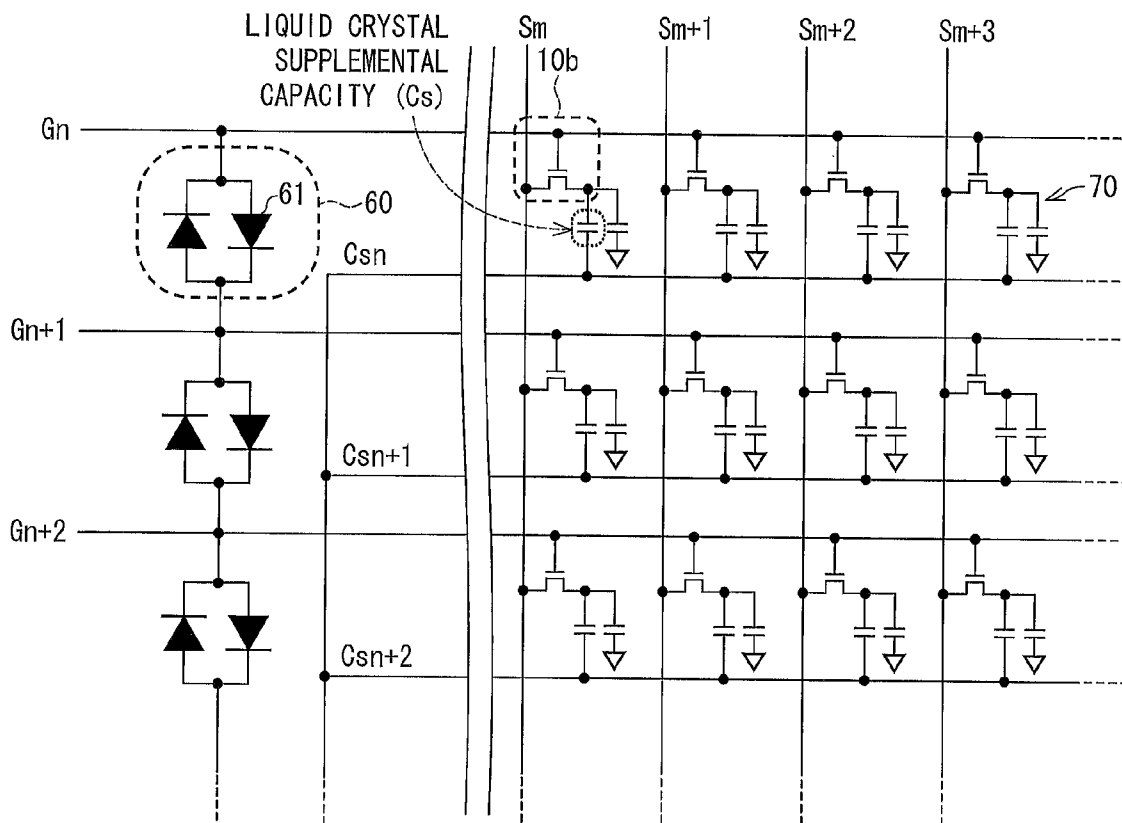 LIQUID CRYSTAL
SUPPLEMENTAL
CAPACITY (Cs)
Sm
Sm+1
Sm+2
Sm+3
10b
Gn
61
60
70
Csn
Gn+1
Csn+1
Gn+2
Csn+2